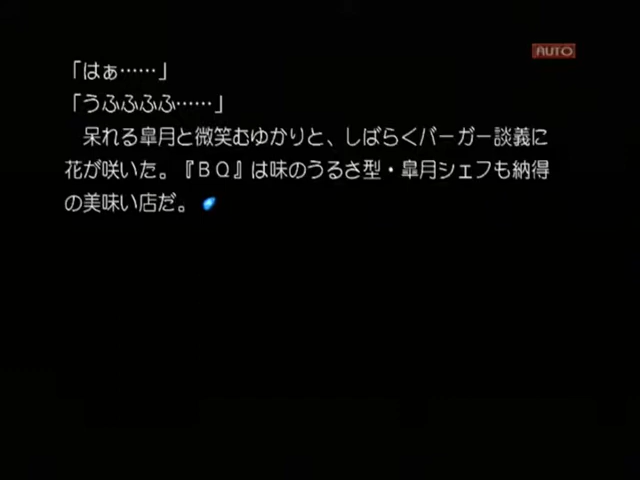 AUTO
「はぁ……」
「うふふふふ……」
　呆れる皐月と微笑むゆかりと、しばらくバーガー談義に
花が咲いた。『ＢＱ』は味のうるさ型・皐月シェフも納得
の美味い店だ。